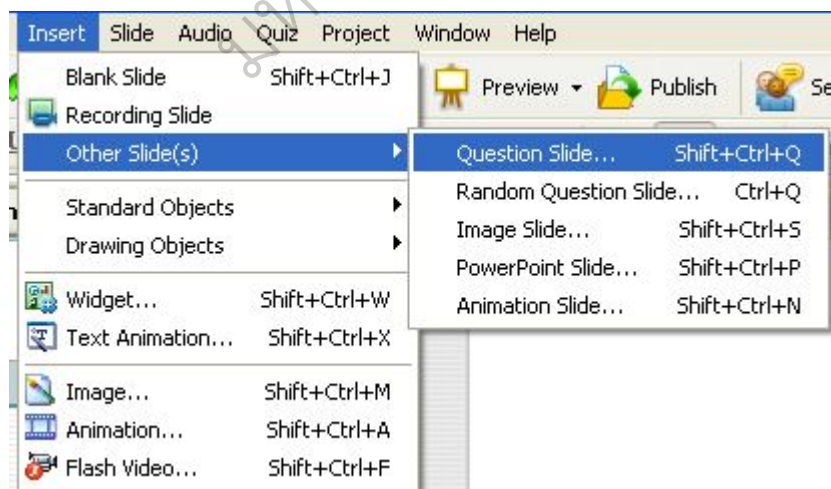 Insert Slide Audio Quiz Project Window Help
Preview Publish
Blank Slide Shift+Ctrl+J
Recording Slide
Other Slide(s)
Standard Objects
Drawing Objects
Widget... Shift+Ctrl+W
Text Animation... Shift+Ctrl+X
Image... Shift+Ctrl+M
Animation... Shift+Ctrl+A
Flash Video... Shift+Ctrl+F
Question Slide... Shift+Ctrl+Q
Random Question Slide... Ctrl+Q
Image Slide... Shift+Ctrl+S
PowerPoint Slide... Shift+Ctrl+P
Animation Slide... Shift+Ctrl+N